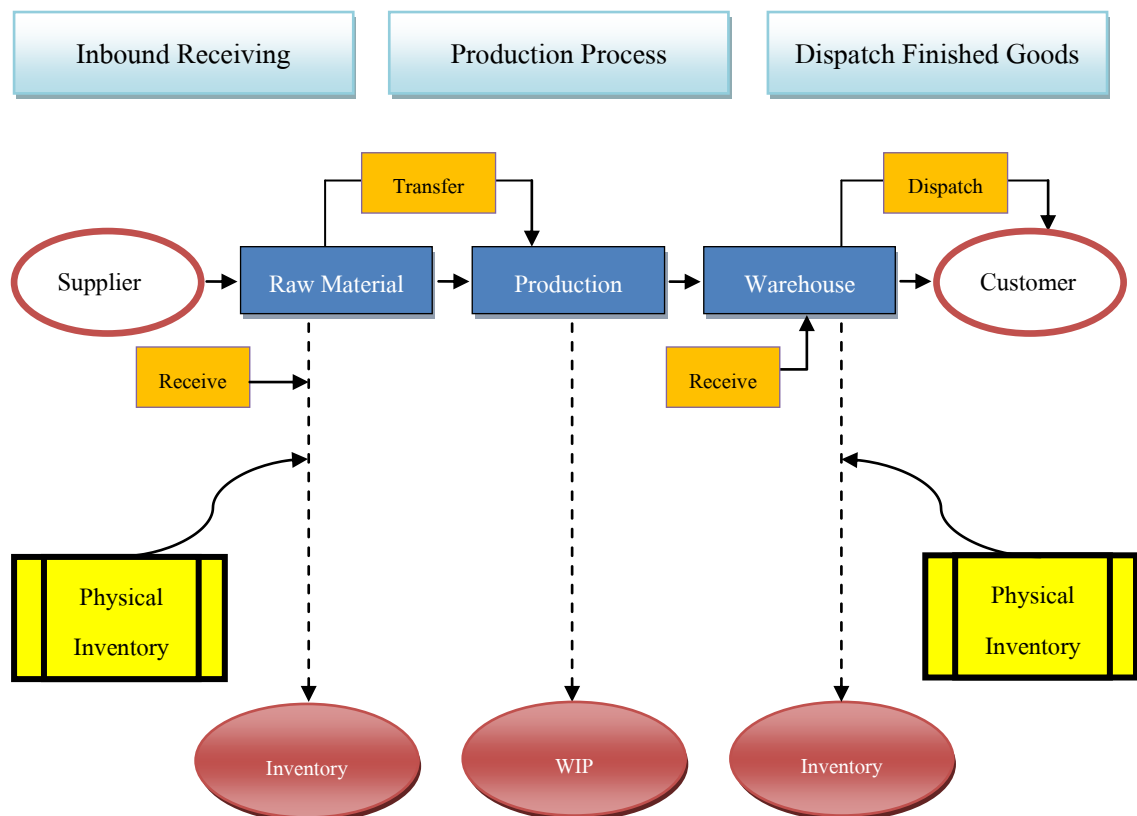 Inbound Receiving
Production Process
Dispatch Finished Goods
Transfer
Dispatch
Supplier
Raw Material
Production
Warehouse
Customer
Receive
Receive
Physical
Inventory
Physical
Inventory
Inventory
WIP
Inventory